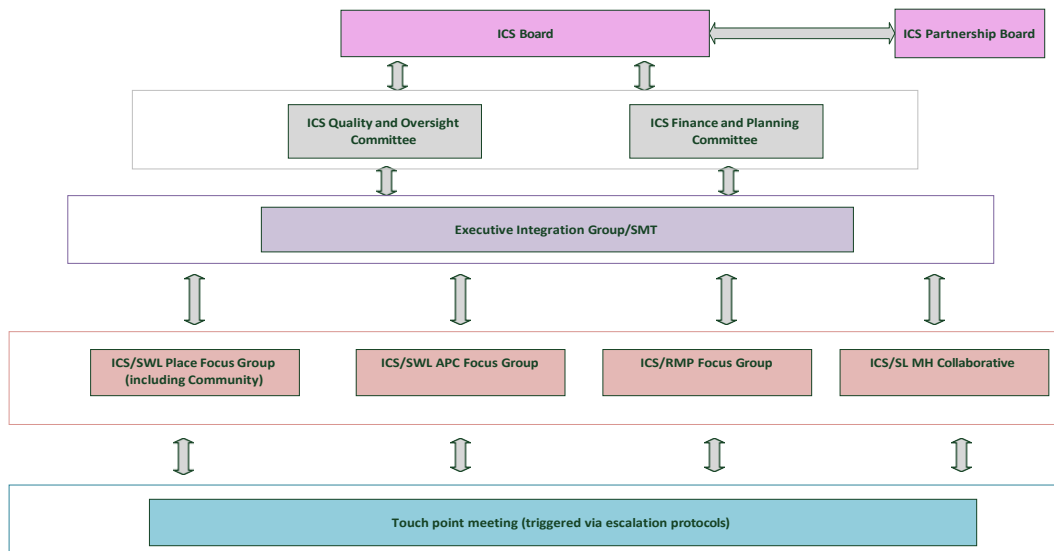 ICS Board
ICS Partnership Board
ICS Quality and Oversight
Committee
ICS Finance and Planning
Committee
Executive Integration Group/SMT
ICS/SWL Place Focus Group
(including Community)
ICS/SWL APC Focus Group
ICS/RMP Focus Group
ICS/SL MH Collaborative
Touch point meeting (triggered via escalation protocols)